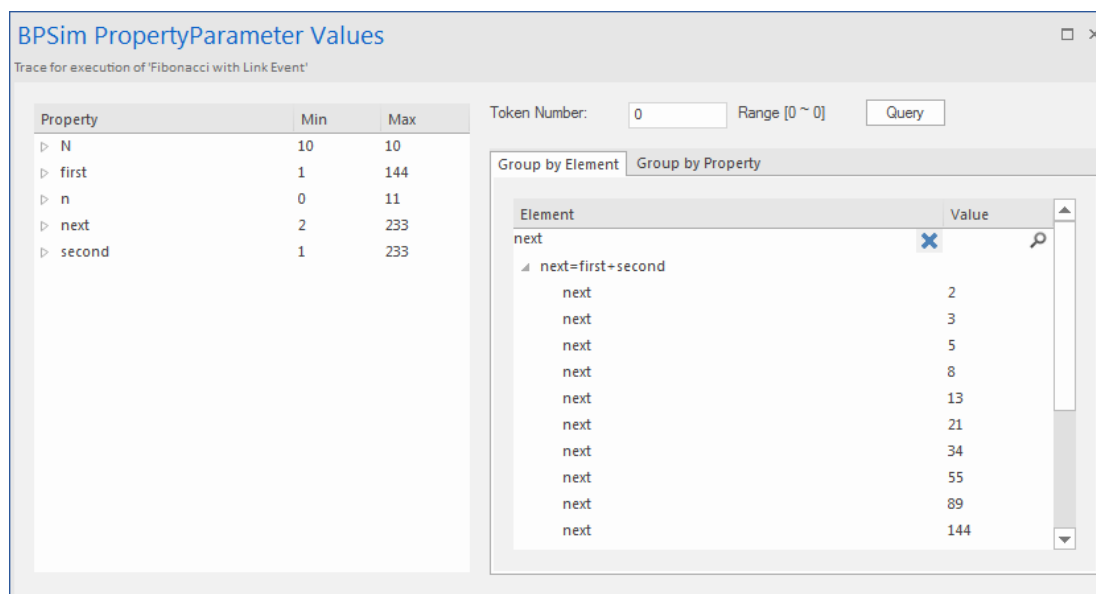 BPSim PropertyParameter Values
Trace for execution of 'Fibonacci with Link Event'
Property Min Max
N 10 10
first 1 144
n 0 11
next 2 233
second 1 233
Token Number: 0 Range [0 ~ 0] Query
Group by Element Group by Property
Element Value
next
next=first+second
next 2
next 3
next 5
next 8
next 13
next 21
next 34
next 55
next 89
next 144